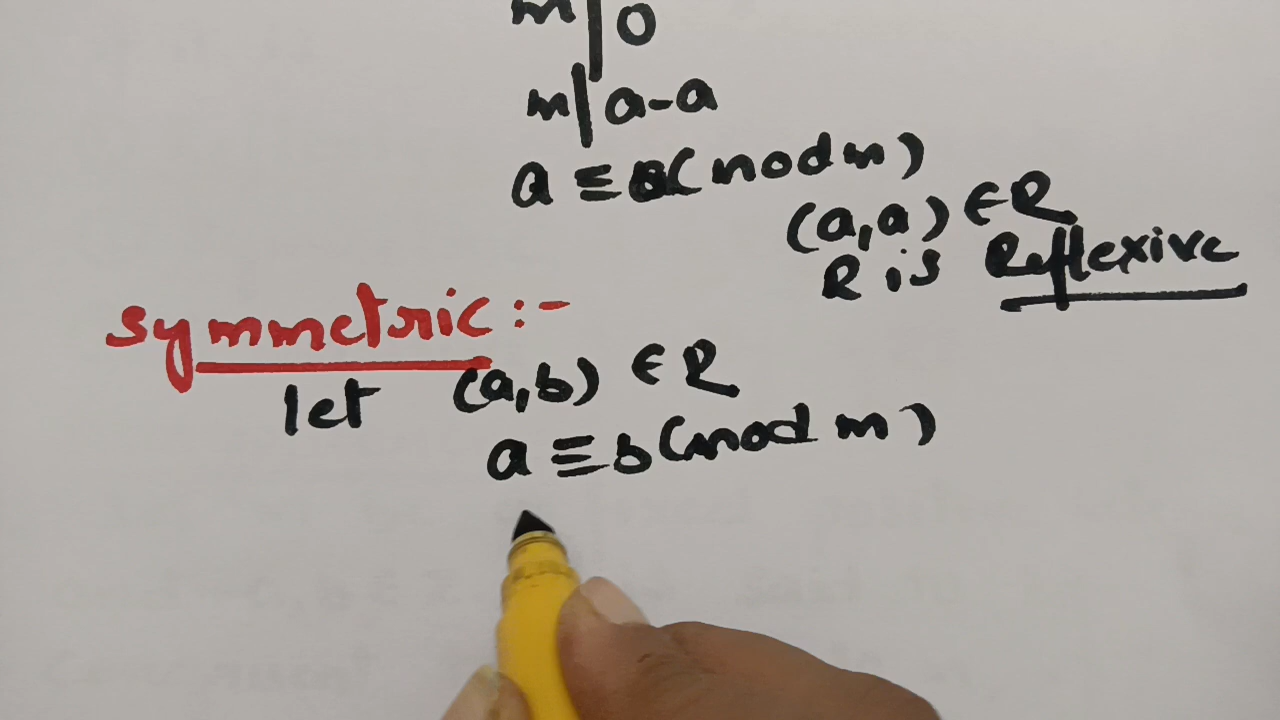 m|0
m|a-a
a ≡ a(mod m)
(a,a) ∈ R
R is Reflexive
symmetric:-
let (a,b) ∈ R
a ≡ b(mod m)